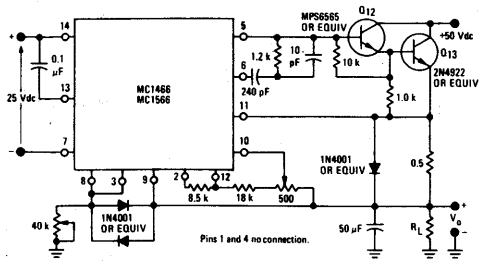 MPS6565
OR EQUIV
Q12
+50 Vdc
+
14
5
0.1
μF
25 Vdc
1.2 k
10
pF
10 k
Q13
2N4922
OR EQUIV
6
240 pF
1.0 k
13
MC1466
MC1566
11
−
7
10
1N4001
OR EQUIV
0.5
8
3
9
2
12
8.5 k
18 k
500
40 k
1N4001
OR EQUIV
50 μF
RL
+
Vo
−
Pins 1 and 4 no connection.